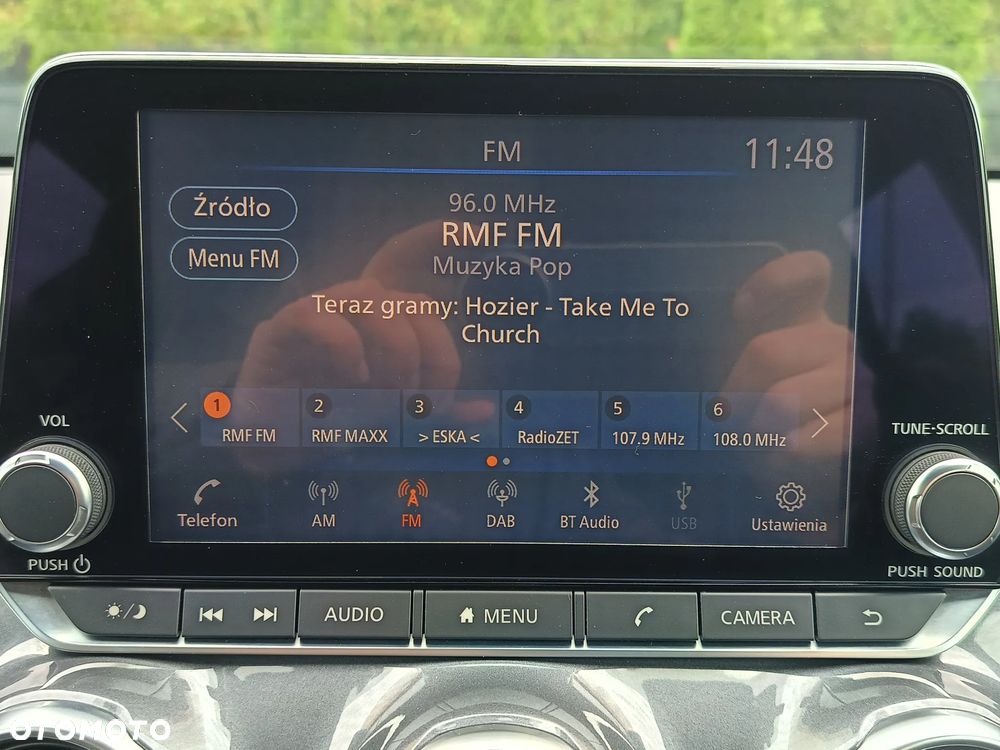 FM
11:48
Źródło
Menu FM
96.0 MHz
RMF FM
Muzyka Pop
Teraz gramy: Hozier - Take Me To
Church
1 2 3 4 5 6
RMF FM RMF MAXX > ESKA < RadioZET 107.9 MHz 108.0 MHz
Telefon AM FM DAB BT Audio USB Ustawienia
VOL
PUSH
TUNE·SCROLL
PUSH SOUND
AUDIO MENU CAMERA
OTOMOTO